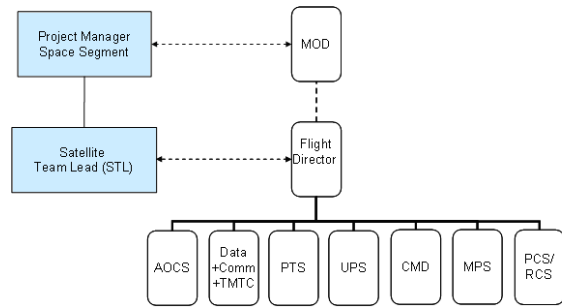 Project Manager
Space Segment
MOD
Satellite
Team Lead (STL)
Flight
Director
AOCS
Data
+Comm
+TMTC
PTS
UPS
CMD
MPS
PCS/
RCS